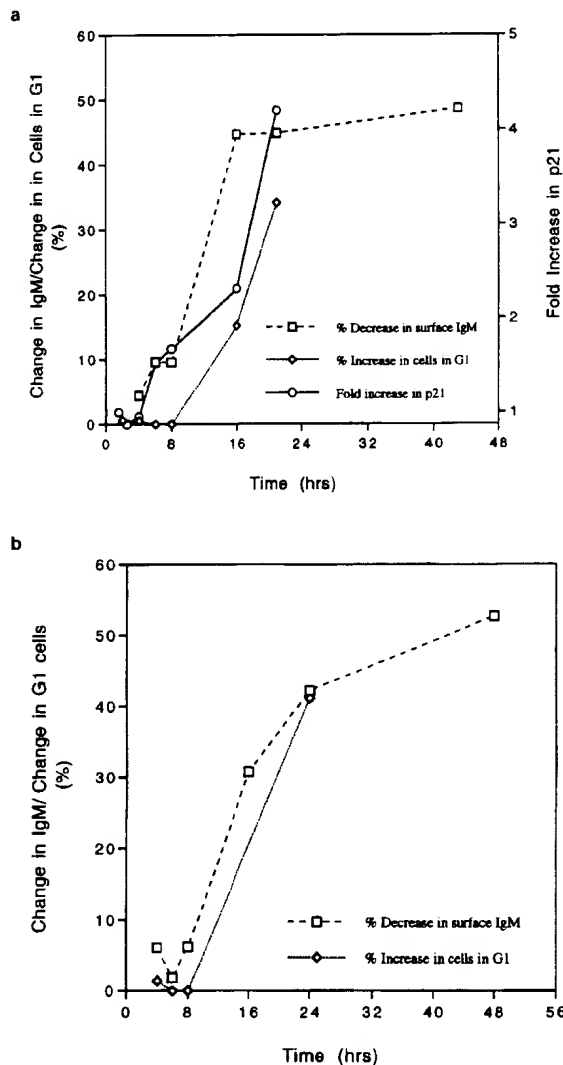 a
60
50
40
30
20
10
0
Change in IgM/Change in in Cells in G1
(%)
5
4
3
2
1
Fold Increase in p21
% Decrease in surface IgM
% Increase in cells in G1
Fold increase in p21
0 8 16 24 32 40 48
Time (hrs)
b
60
50
40
30
20
10
0
Change in IgM/ Change in G1 cells
(%)
% Decrease in surface IgM
% Increase in cells in G1
0 8 16 24 32 40 48 56
Time (hrs)